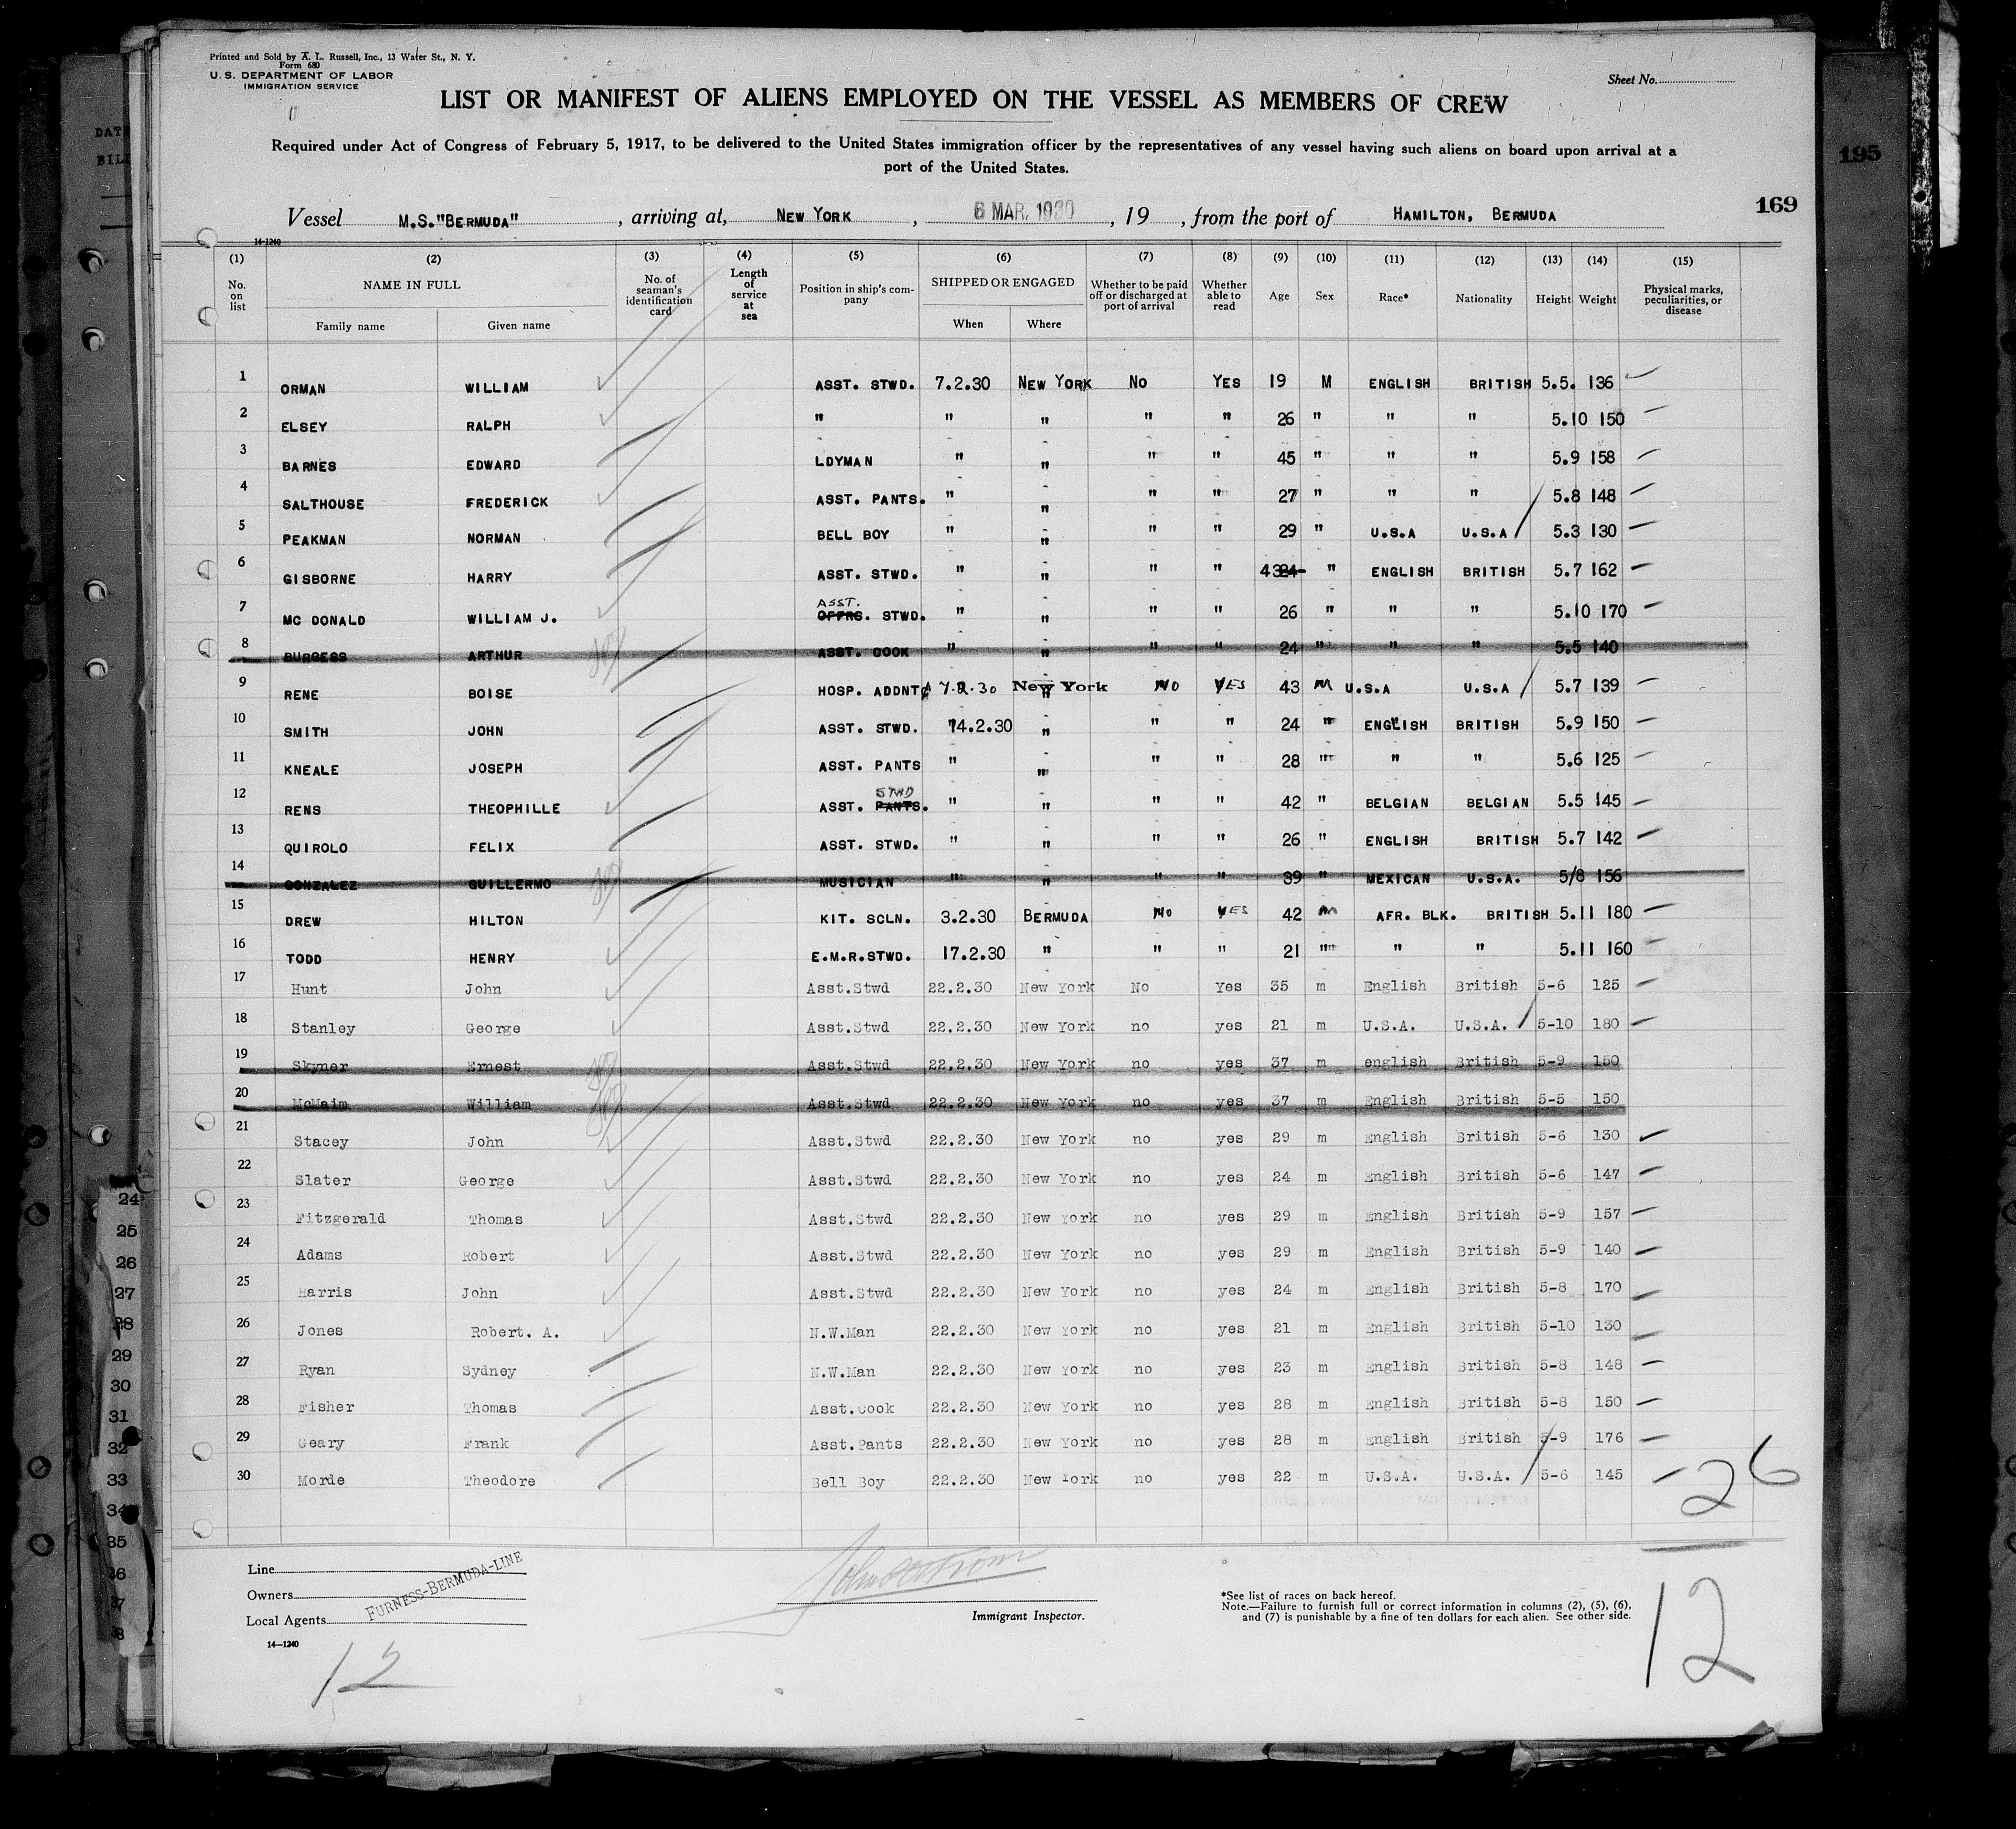 Printed and Sold by A. L. Russell, Inc., 13 Water St., N. Y.
Form 680
U. S. DEPARTMENT OF LABOR
IMMIGRATION SERVICE
Sheet No.
LIST OR MANIFEST OF ALIENS EMPLOYED ON THE VESSEL AS MEMBERS OF CREW
Required under Act of Congress of February 5, 1917, to be delivered to the United States immigration officer by the representatives of any vessel having such aliens on board upon arrival at a
port of the United States.
195
169
Vessel M.S."BERMUDA" , arriving at, NEW YORK , 6 MAR. 1930 , 19 , from the port of HAMILTON, BERMUDA
14-1240
(1) (2) (3) (4) (5) (6) (7) (8) (9) (10) (11) (12) (13) (14) (15)
No. on list NAME IN FULL Family name Given name No. of seaman's identification card Length of service at sea Position in ship's company SHIPPED OR ENGAGED When Where Whether to be paid off or discharged at port of arrival Whether able to read Age Sex Race* Nationality Height Weight Physical marks, peculiarities, or disease
1 ORMAN WILLIAM ASST. STWD. 7.2.30 NEW YORK NO YES 19 M ENGLISH BRITISH 5.5. 136
2 ELSEY RALPH " " " " " 26 " " " 5.10 150
3 BARNES EDWARD LDYMAN " " " " 45 " " " 5.9 158
4 SALTHOUSE FREDERICK ASST. PANTS. " " " " 27 " " " 5.8 148
5 PEAKMAN NORMAN BELL BOY " " " " 29 " U.S.A U.S.A 5.3 130
6 GISBORNE HARRY ASST. STWD. " " " " 43 24 " ENGLISH BRITISH 5.7 162
7 MC DONALD WILLIAM J. ASST. OFFRS. STWD. " " " " 26 " " " 5.10 170
8 BURGESS ARTHUR ASST. COOK " " " " 24 " " " 5.5 140
9 RENE BOISE HOSP. ADDNT 7.2.30 New York NO YES 43 M U.S.A U.S.A 5.7 139
10 SMITH JOHN ASST. STWD. 14.2.30 " " " 24 " ENGLISH BRITISH 5.9 150
11 KNEALE JOSEPH ASST. PANTS " " " " 28 " " " 5.6 125
12 RENS THEOPHILLE ASST. PANTS. STWD " " " " 42 " BELGIAN BELGIAN 5.5 145
13 QUIROLO FELIX ASST. STWD. " " " " 26 " ENGLISH BRITISH 5.7 142
14 GONZALEZ GUILLERMO MUSICIAN " " " " 39 " MEXICAN U.S.A. 5/8 156
15 DREW HILTON KIT. SCLN. 3.2.30 BERMUDA NO YES 42 M AFR. BLK. BRITISH 5.11 180
16 TODD HENRY E.M.R.STWD. 17.2.30 " " " 21 " " " 5.11 160
17 Hunt John Asst.Stwd 22.2.30 New York No Yes 35 m English British 5-6 125
18 Stanley George Asst.Stwd 22.2.30 New York no yes 21 m U.S.A. U.S.A. 5-10 180
19 Skyner Ernest Asst.Stwd 22.2.30 New York no yes 37 m english British 5-9 150
20 McMaim William Asst.Stwd 22.2.30 New York no yes 37 m English British 5-5 150
21 Stacey John Asst.Stwd 22.2.30 New York no yes 29 m English British 5-6 130
22 Slater George Asst.Stwd 22.2.30 New York no yes 24 m English British 5-6 147
23 Fitzgerald Thomas Asst.Stwd 22.2.30 New York no yes 29 m English British 5-9 157
24 Adams Robert Asst.Stwd 22.2.30 New York no yes 29 m English British 5-9 140
25 Harris John Asst.Stwd 22.2.30 New York no yes 24 m English British 5-8 170
26 Jones Robert. A. N.W.Man 22.2.30 New York no yes 21 m English British 5-10 130
27 Ryan Sydney N.W.Man 22.2.30 New York no yes 23 m English British 5-8 148
28 Fisher Thomas Asst.Cook 22.2.30 New York no yes 28 m English British 5-8 150
29 Geary Frank Asst.Pants 22.2.30 New York no yes 28 m English British 5-9 176
30 Morde Theodore Bell Boy 22.2.30 New York no yes 22 m U.S.A. U.S.A. 5-6 145
26
Line
Owners
Local Agents
FURNESS-BERMUDA-LINE
14—1240
Immigrant Inspector.
*See list of races on back hereof.
Note.—Failure to furnish full or correct information in columns (2), (5), (6),
and (7) is punishable by a fine of ten dollars for each alien. See other side.
12
12
DAT
BILL
24
25
26
27
28
29
30
31
32
33
34
35
36
37
38